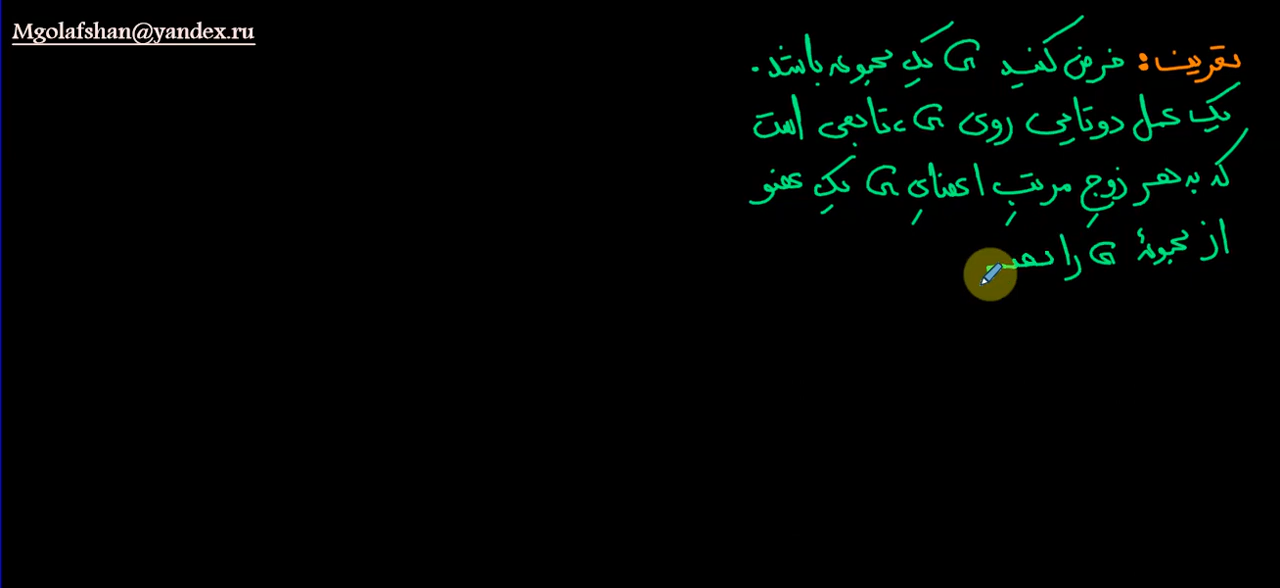 Mgolafshan@yandex.ru
تعریف: فرض کنید G یک مجموعه باشد.
یک عمل دوتایی روی G، تابعی است
که به هر زوجِ مرتبِ اعضایِ G یک عضو
از مجموعهٔ G را